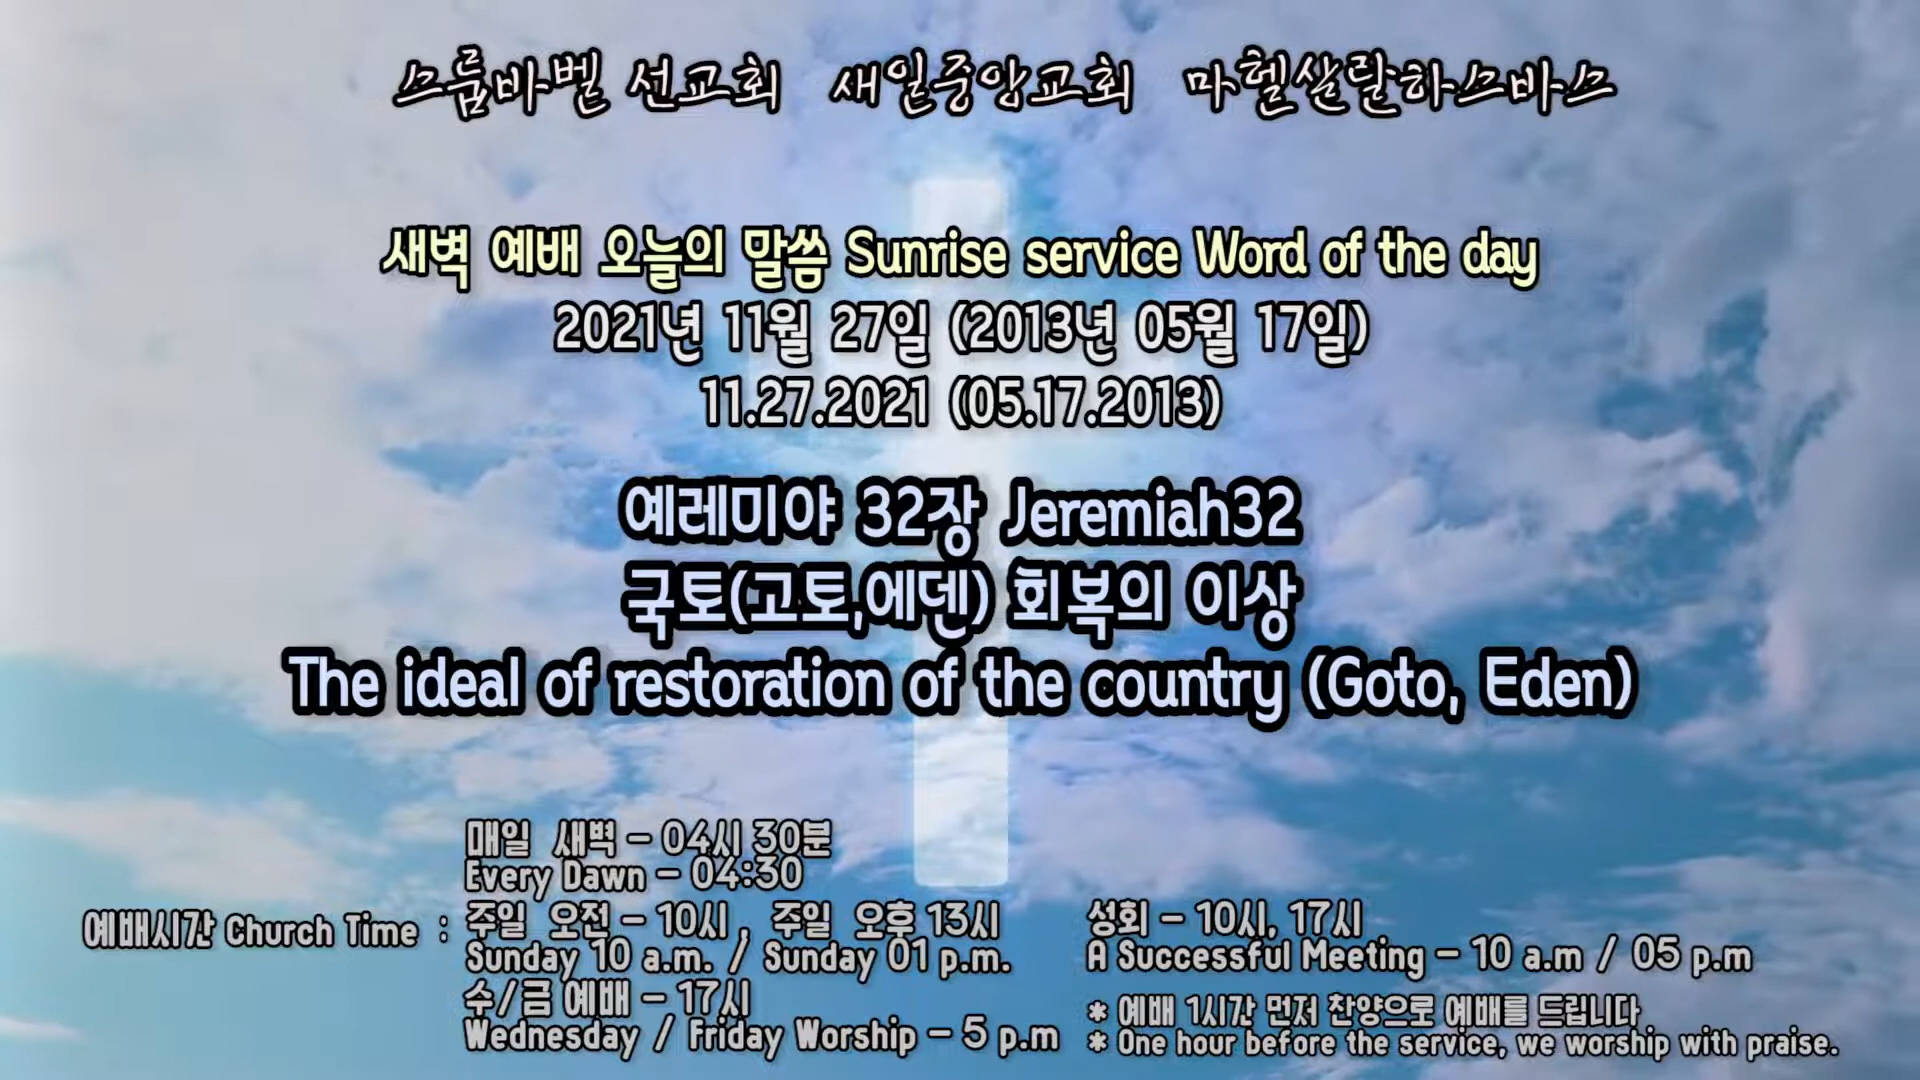 스룹바벨 선교회 새일중앙교회 마헬살랄하스바스
새벽 예배 오늘의 말씀 Sunrise service Word of the day
2021년 11월 27일 (2013년 05월 17일)
11.27.2021 (05.17.2013)
예레미야 32장 Jeremiah32
국토(고토,에덴) 회복의 이상
The ideal of restoration of the country (Goto, Eden)
예배시간 Church Time :
매일 새벽 - 04시 30분
Every Dawn - 04:30
주일 오전 - 10시 , 주일 오후 13시
Sunday 10 a.m. / Sunday 01 p.m.
수/금 예배 - 17시
Wednesday / Friday Worship - 5 p.m
성회 - 10시, 17시
A Successful Meeting - 10 a.m / 05 p.m
* 예배 1시간 먼저 찬양으로 예배를 드립니다
* One hour before the service, we worship with praise.